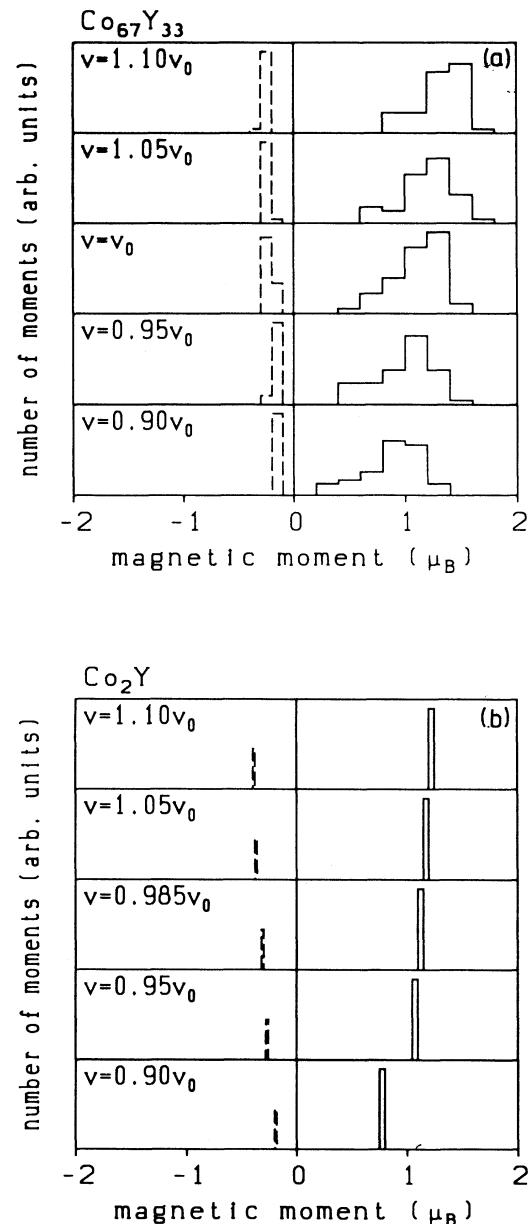 Co₆₇Y₃₃
(a)
v=1.10v₀
v=1.05v₀
v=v₀
v=0.95v₀
v=0.90v₀
number of moments (arb. units)
-2 -1 0 1 2
magnetic moment (μ_B)
Co₂Y
(b)
v=1.10v₀
v=1.05v₀
v=0.985v₀
v=0.95v₀
v=0.90v₀
number of moments (arb. units)
-2 -1 0 1 2
magnetic moment (μ_B)